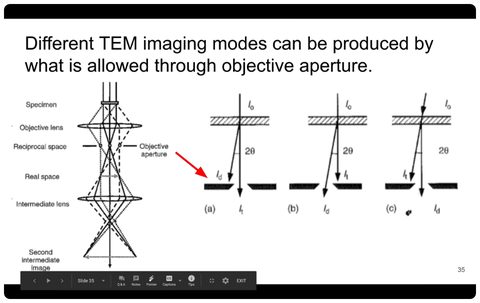 Different TEM imaging modes can be produced by
what is allowed through objective aperture.
Specimen
Objective lens
Reciprocal space
Objective
aperture
Real space
Intermediate lens
Second
intermediate
image
I₀
2θ
I_d
(a) I_t
I₀
2θ
I_t
(b) I_d
I₀
2θ
I_t
(c) I_d
35
Slide 35
Q & A
Notes
Pointer
Captions
Tips
EXIT